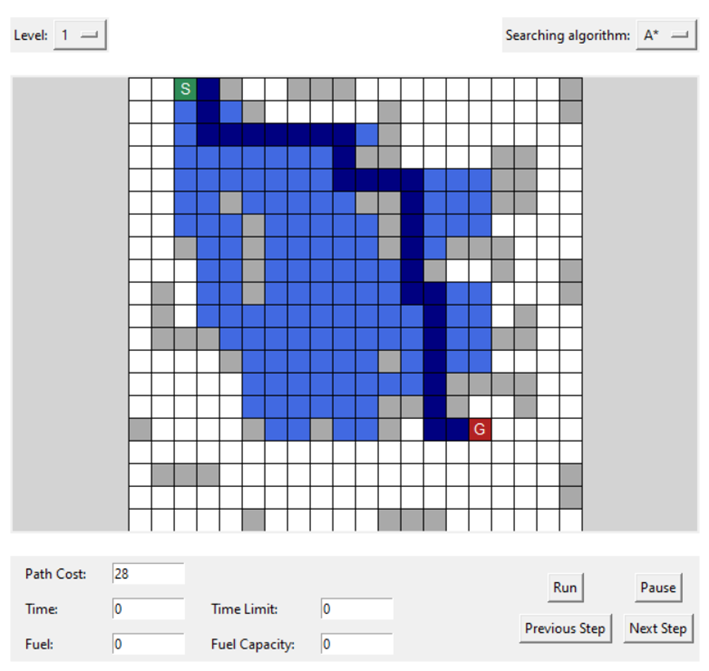 Level: 1 Searching algorithm: A*
S
G
Path Cost: 28
Run Pause
Time: 0 Time Limit: 0
Previous Step Next Step
Fuel: 0 Fuel Capacity: 0